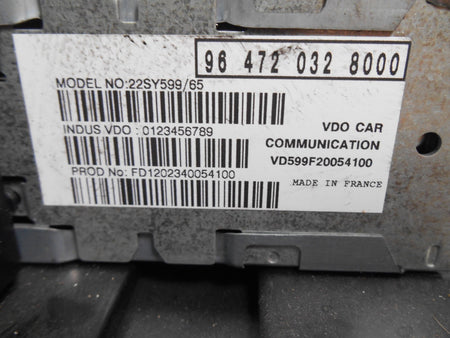 96 472 032 8000
MODEL NO:22SY599/65
INDUS VDO : 0123456789
PROD No: FD1202340054100
VDO CAR
COMMUNICATION
VD599F20054100
MADE IN FRANCE